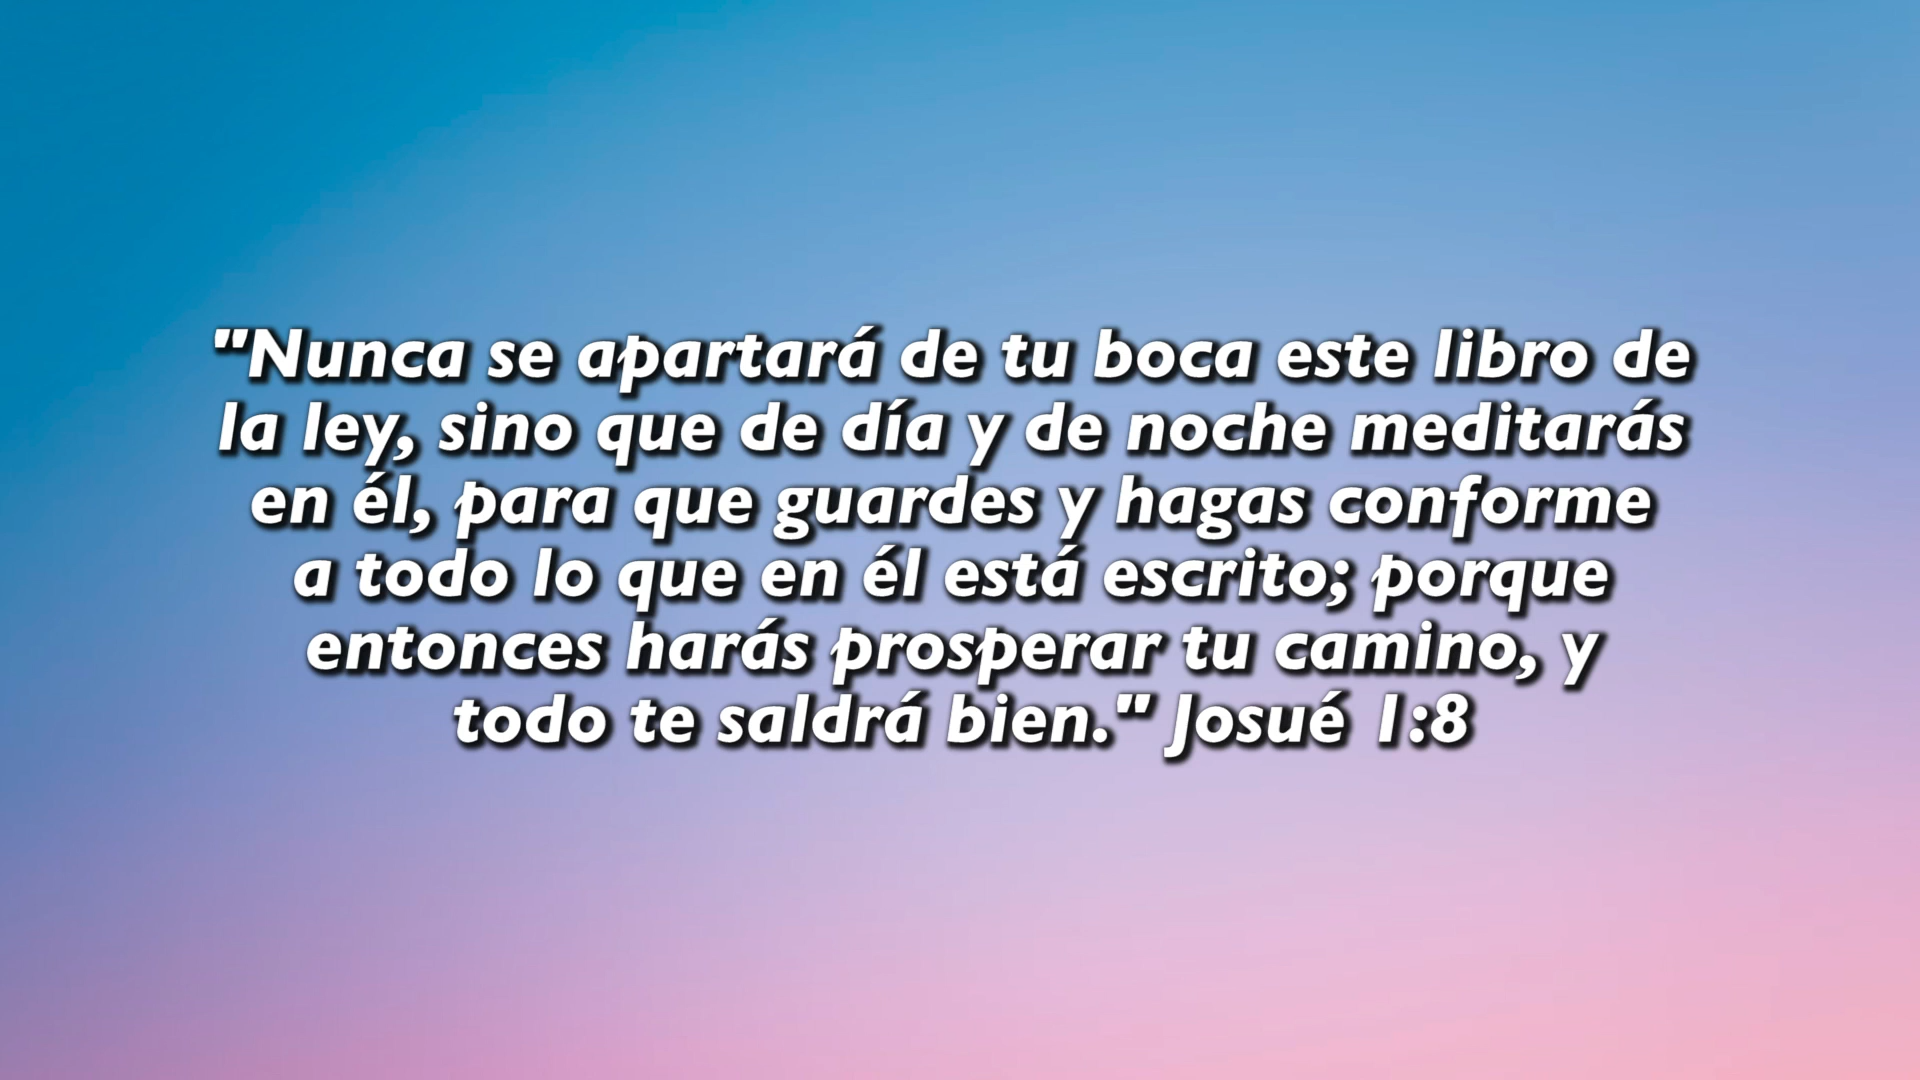 "Nunca se apartará de tu boca este libro de
la ley, sino que de día y de noche meditarás
en él, para que guardes y hagas conforme
a todo lo que en él está escrito; porque
entonces harás prosperar tu camino, y
todo te saldrá bien." Josué 1:8